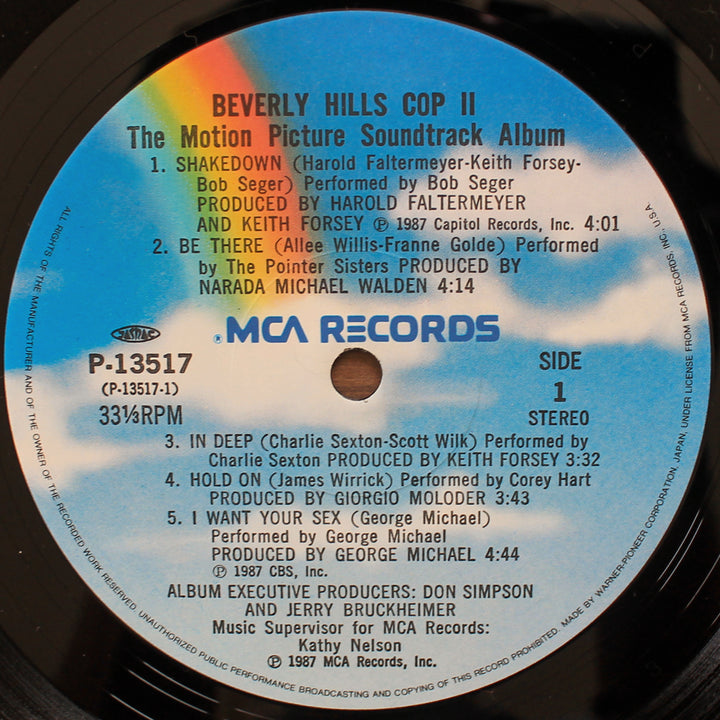 BEVERLY HILLS COP II
The Motion Picture Soundtrack Album
1. SHAKEDOWN (Harold Faltermeyer-Keith Forsey-
Bob Seger) Performed by Bob Seger
PRODUCED BY HAROLD FALTERMEYER
AND KEITH FORSEY ℗ 1987 Capitol Records, Inc. 4:01
2. BE THERE (Allee Willis-Franne Golde) Performed
by The Pointer Sisters PRODUCED BY
NARADA MICHAEL WALDEN 4:14
JASRAC
® MCA RECORDS
P-13517
(P-13517-1)
33⅓RPM
SIDE
1
STEREO
3. IN DEEP (Charlie Sexton-Scott Wilk) Performed by
Charlie Sexton PRODUCED BY KEITH FORSEY 3:32
4. HOLD ON (James Wirrick) Performed by Corey Hart
PRODUCED BY GIORGIO MOLODER 3:43
5. I WANT YOUR SEX (George Michael)
Performed by George Michael
PRODUCED BY GEORGE MICHAEL 4:44
℗ 1987 CBS, Inc.
ALBUM EXECUTIVE PRODUCERS: DON SIMPSON
AND JERRY BRUCKHEIMER
Music Supervisor for MCA Records:
Kathy Nelson
℗ 1987 MCA Records, Inc.
ALL RIGHTS OF THE MANUFACTURER AND OF THE OWNER OF THE RECORDED WORK RESERVED. UNAUTHORIZED PUBLIC PERFORMANCE BROADCASTING AND COPYING OF THIS RECORD PROHIBITED. MADE BY WARNER-PIONEER CORPORATION, JAPAN, UNDER LICENSE FROM MCA RECORDS, INC., U.S.A.